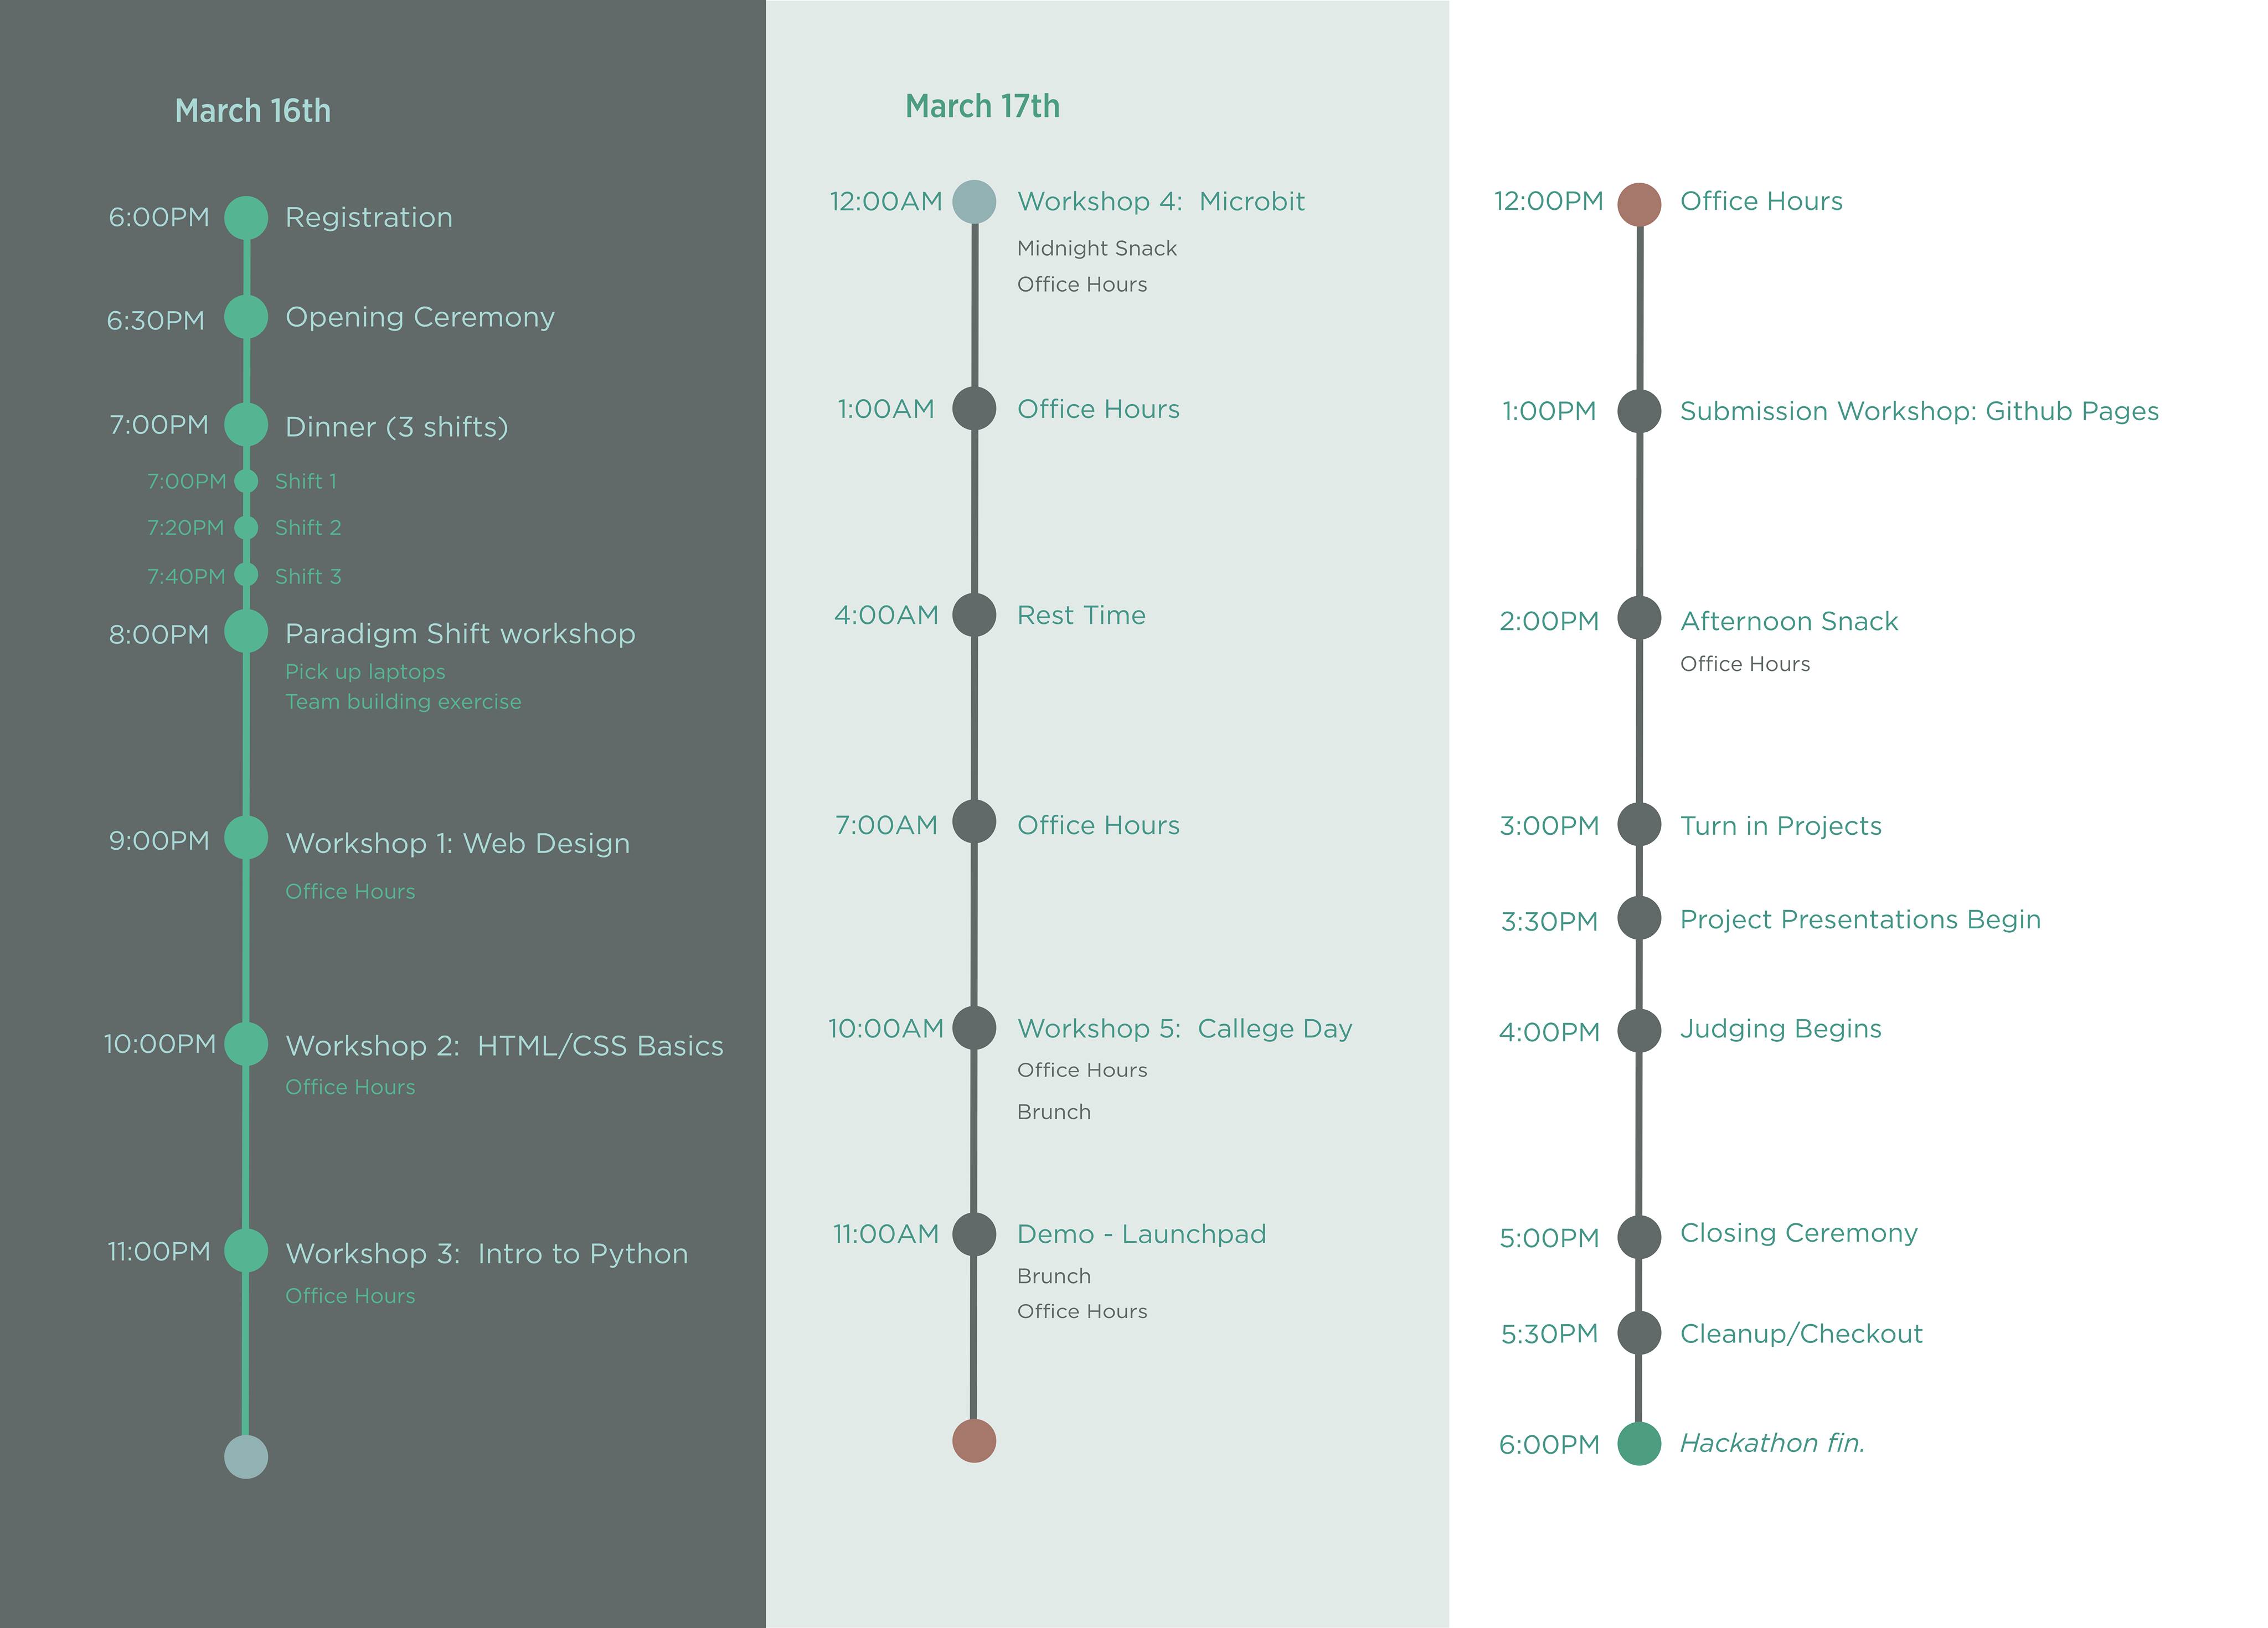 March 16th
6:00PM Registration
6:30PM Opening Ceremony
7:00PM Dinner (3 shifts)
7:00PM Shift 1
7:20PM Shift 2
7:40PM Shift 3
8:00PM Paradigm Shift workshop
Pick up laptops
Team building exercise
9:00PM Workshop 1: Web Design
Office Hours
10:00PM Workshop 2: HTML/CSS Basics
Office Hours
11:00PM Workshop 3: Intro to Python
Office Hours
March 17th
12:00AM Workshop 4: Microbit
Midnight Snack
Office Hours
1:00AM Office Hours
4:00AM Rest Time
7:00AM Office Hours
10:00AM Workshop 5: Callege Day
Office Hours
Brunch
11:00AM Demo - Launchpad
Brunch
Office Hours
12:00PM Office Hours
1:00PM Submission Workshop: Github Pages
2:00PM Afternoon Snack
Office Hours
3:00PM Turn in Projects
3:30PM Project Presentations Begin
4:00PM Judging Begins
5:00PM Closing Ceremony
5:30PM Cleanup/Checkout
6:00PM Hackathon fin.